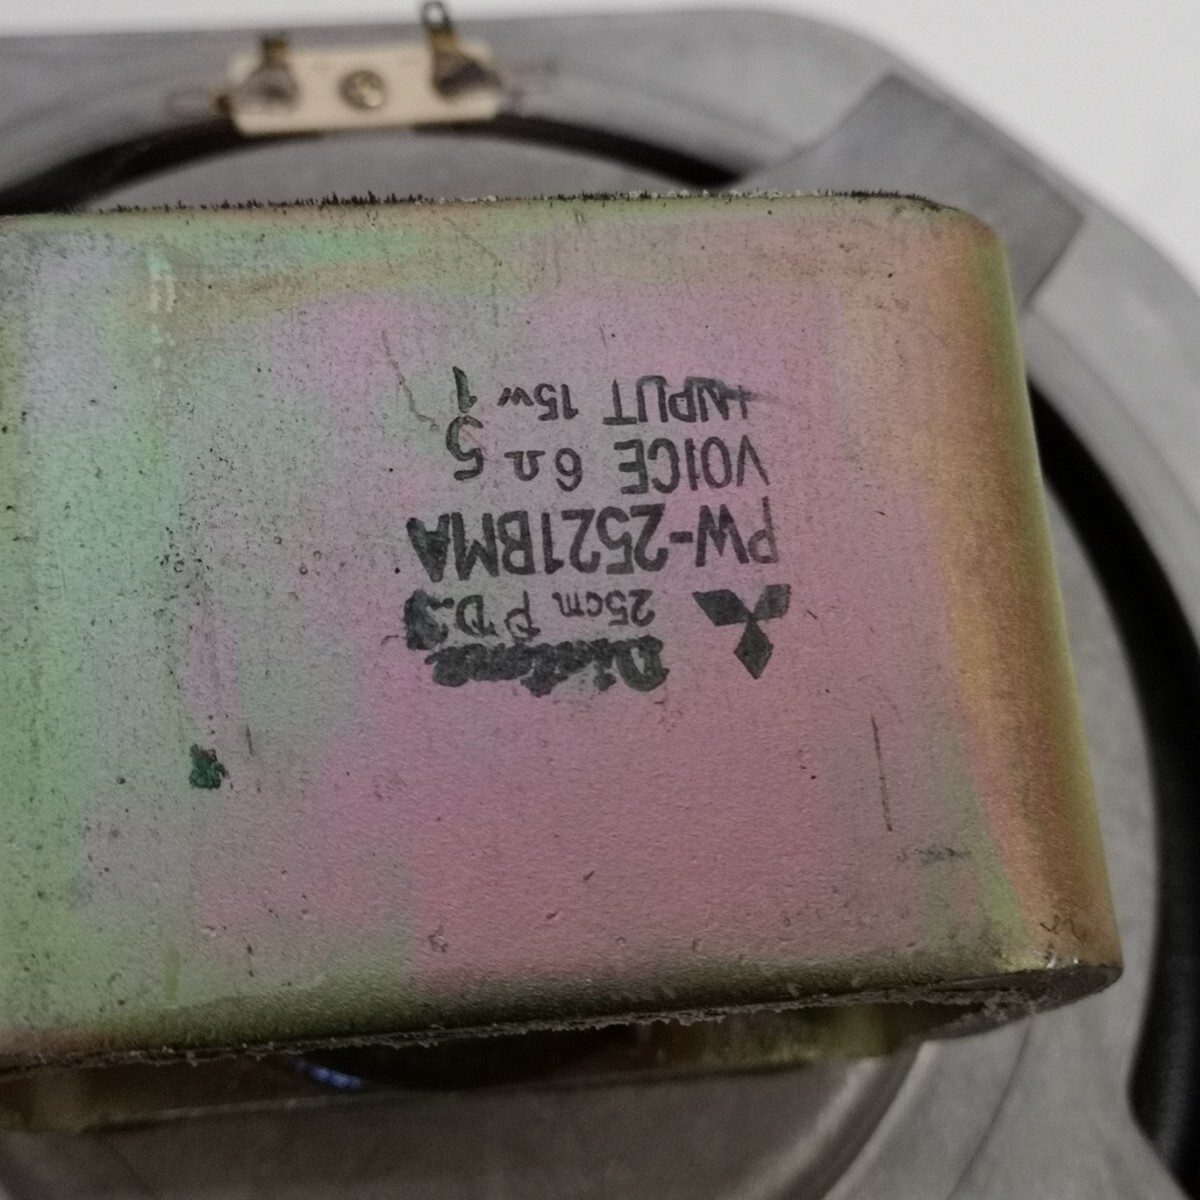 Diatone
25cm P.D.S
PW-2521BMA
VOICE 6Ω 5
INPUT 15w 1